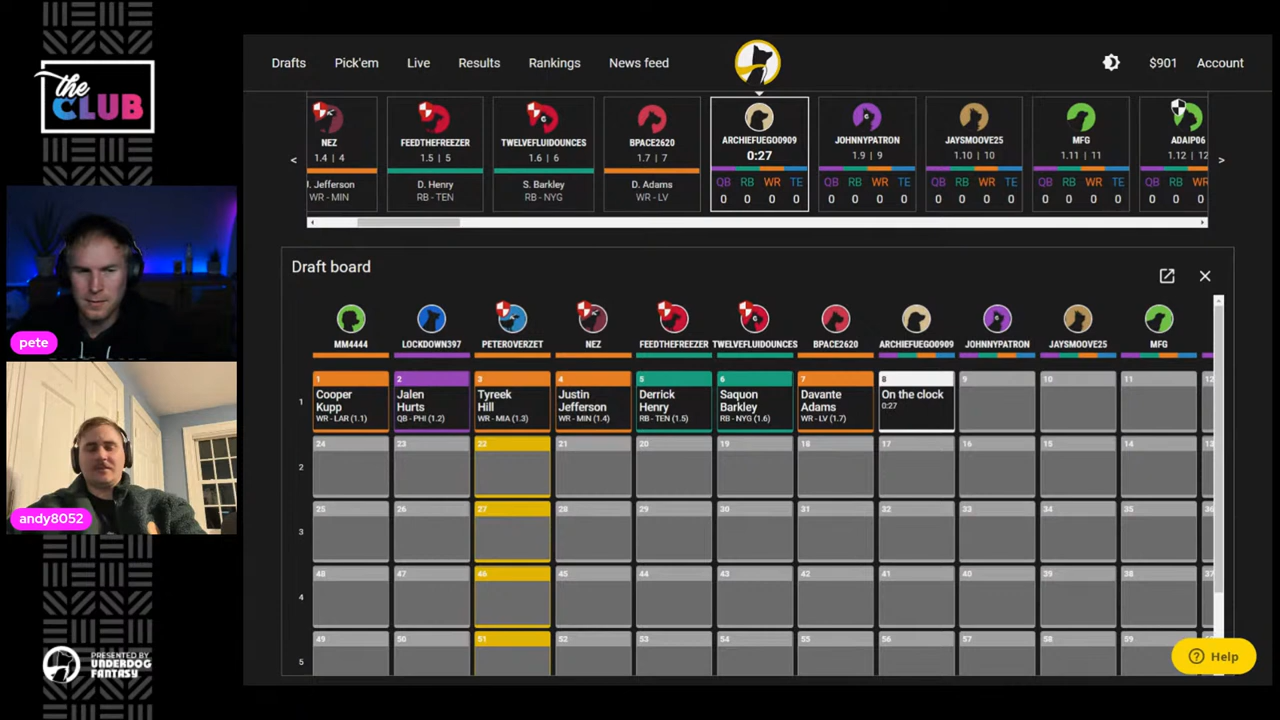 the
CLUB
pete
andy8052
PRESENTED BY
UNDERDOG
FANTASY
Drafts
Pick'em
Live
Results
Rankings
News feed
$901
Account
<
NEZ
1.4 | 4
J. Jefferson
WR - MIN
FEEDTHEFREEZER
1.5 | 5
D. Henry
RB - TEN
TWELVEFLUIDOUNCES
1.6 | 6
S. Barkley
RB - NYG
BPACE2620
1.7 | 7
D. Adams
WR - LV
ARCHIEFUEGO0909
0:27
QB RB WR TE
0 0 0 0
JOHNNYPATRON
1.9 | 9
QB RB WR TE
0 0 0 0
JAYSMOOVE25
1.10 | 10
QB RB WR TE
0 0 0 0
MFG
1.11 | 11
QB RB WR TE
0 0 0 0
ADAIP06
1.12 | 12
QB RB WR
0 0 0
>
Draft board
MM4444 LOCKDOWN397 PETEROVERZET NEZ FEEDTHEFREEZER TWELVEFLUIDOUNCES BPACE2620 ARCHIEFUEGO0909 JOHNNYPATRON JAYSMOOVE25 MFG
1
1
Cooper
Kupp
WR - LAR (1.1)
2
Jalen
Hurts
QB - PHI (1.2)
3
Tyreek
Hill
WR - MIA (1.3)
4
Justin
Jefferson
WR - MIN (1.4)
5
Derrick
Henry
RB - TEN (1.5)
6
Saquon
Barkley
RB - NYG (1.6)
7
Davante
Adams
WR - LV (1.7)
8
On the clock
0:27
9 10 11 12
2
24 23 22 21 20 19 18 17 16 15 14 13
3
25 26 27 28 29 30 31 32 33 34 35 36
4
48 47 46 45 44 43 42 41 40 39 38 37
5
49 50 51 52 53 54 55 56 57 58 59
Help